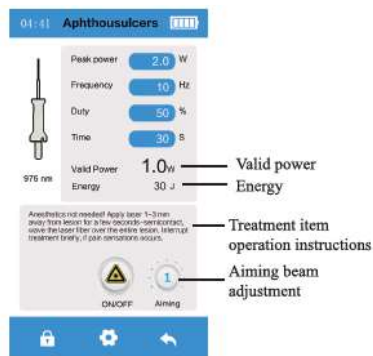 04:41 Aphthousulcers
Peak power 2.0 W
Frequency 10 Hz
Duty 50 %
Time 30 S
976 nm
Valid Power 1.0w
Energy 30 J
Valid power
Energy
Anesthetics not needed! Apply laser 1-3 mm
away from lesion for a few seconds-semicontact,
wave the laser fiber over the entire lesion. Interrupt
treatment briefly, if pain sensations occurs.
Treatment item
operation instructions
Aiming beam
adjustment
1
ON/OFF Aiming